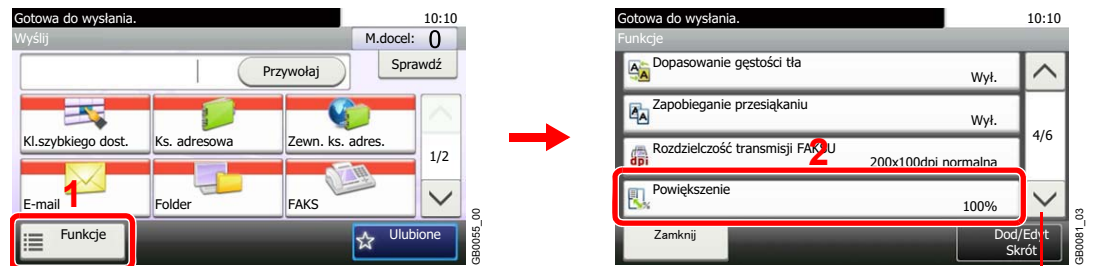 Gotowa do wysłania.
10:10
Wyślij
M.docel: 0
Przywołaj
Sprawdź
Kl.szybkiego dost.
Ks. adresowa
Zewn. ks. adres.
1/2
1
E-mail
Folder
FAKS
Funkcje
Ulubione
GB0055_00
Gotowa do wysłania.
10:10
Funkcje
Dopasowanie gęstości tła
Wył.
Zapobieganie przesiąkaniu
Wył.
4/6
Rozdzielczość transmisji FAKSU
200x100dpi normalna
2
Powiększenie
100%
Zamknij
Dod/Edyt
Skrót
GB0081_03